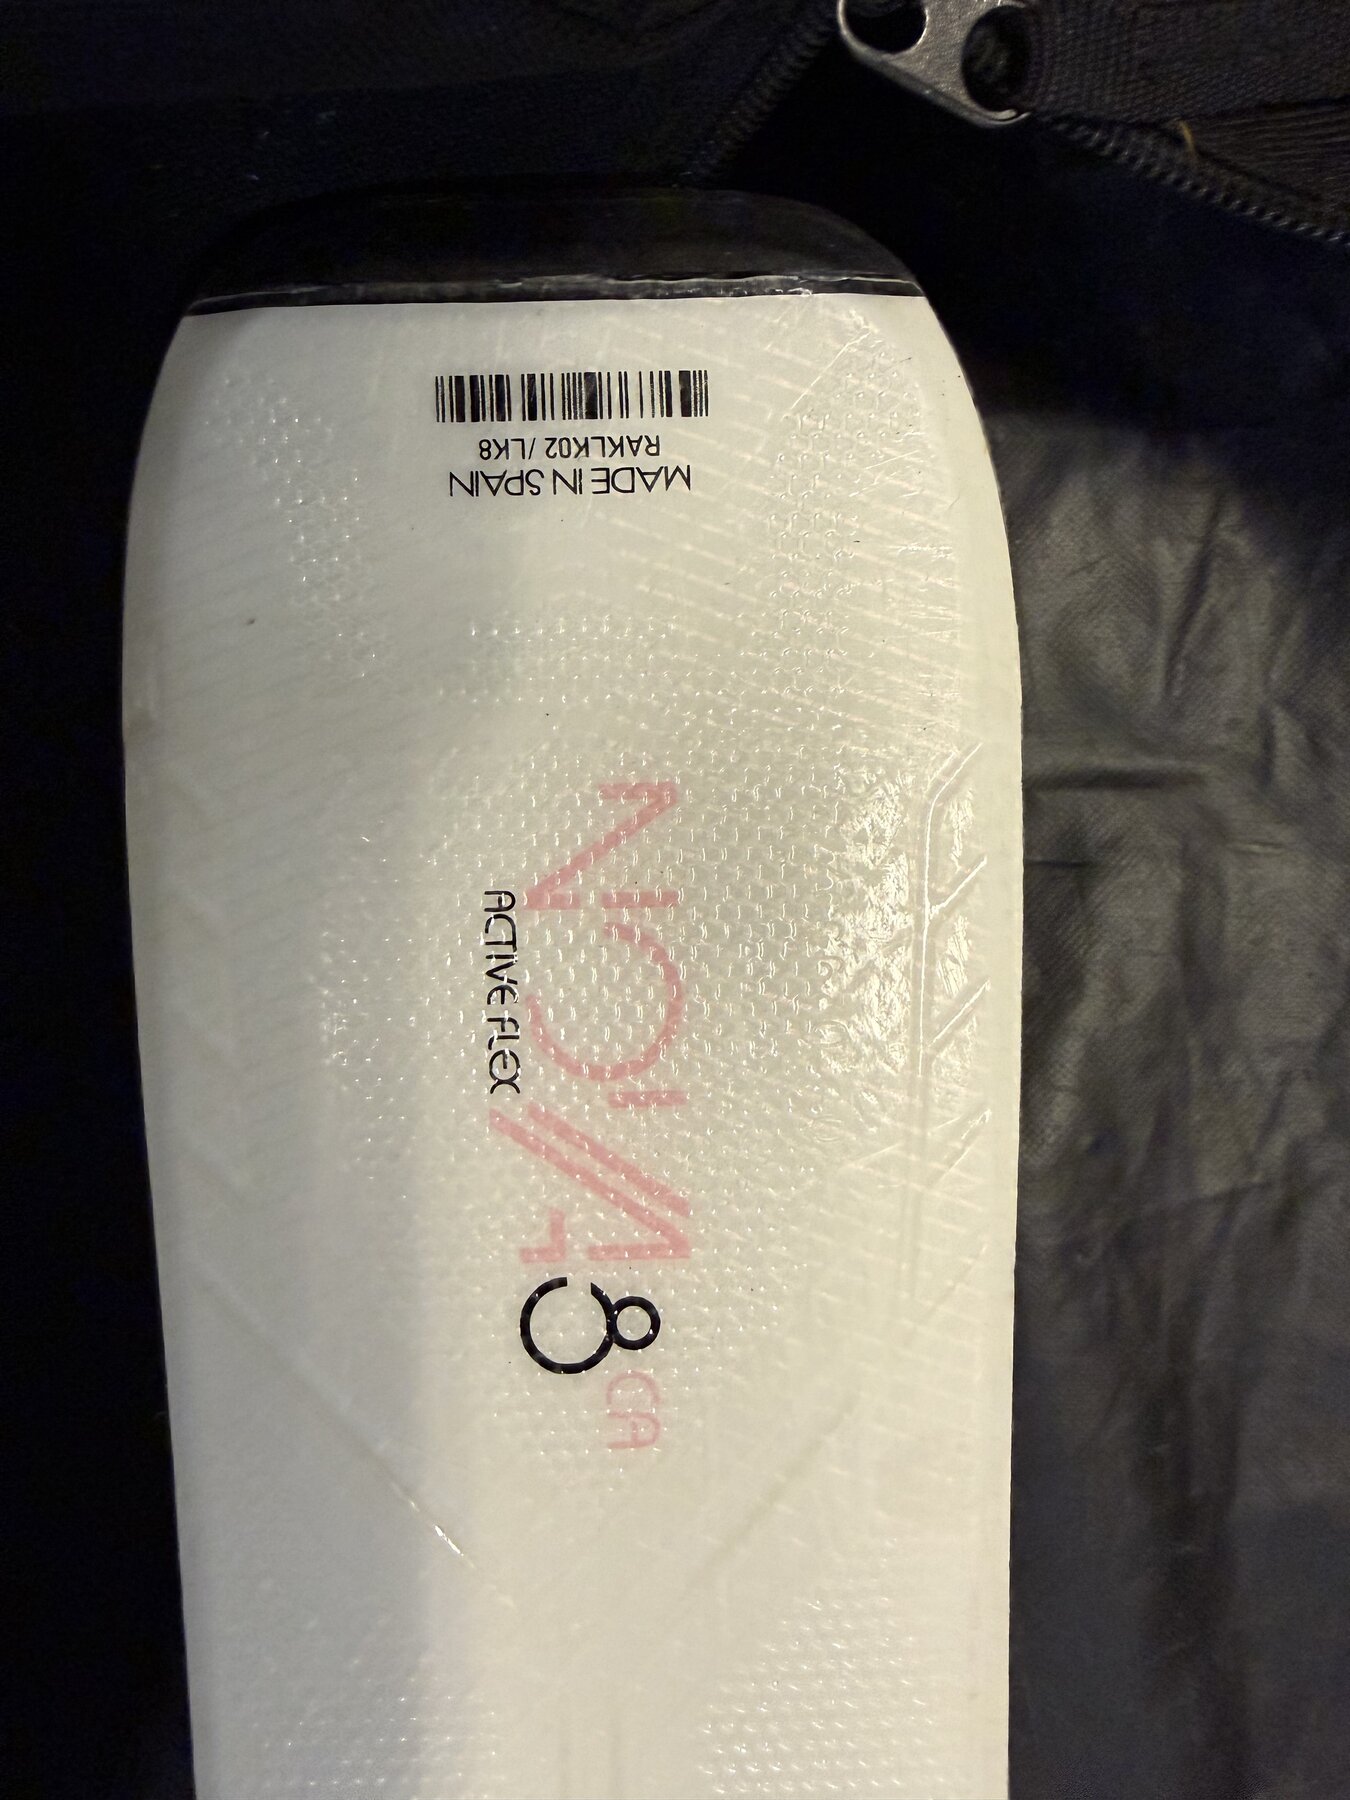 MADE IN SPAIN
RAKLK02 / LK8
NOVA 8 CA
ACTIVE FLEX